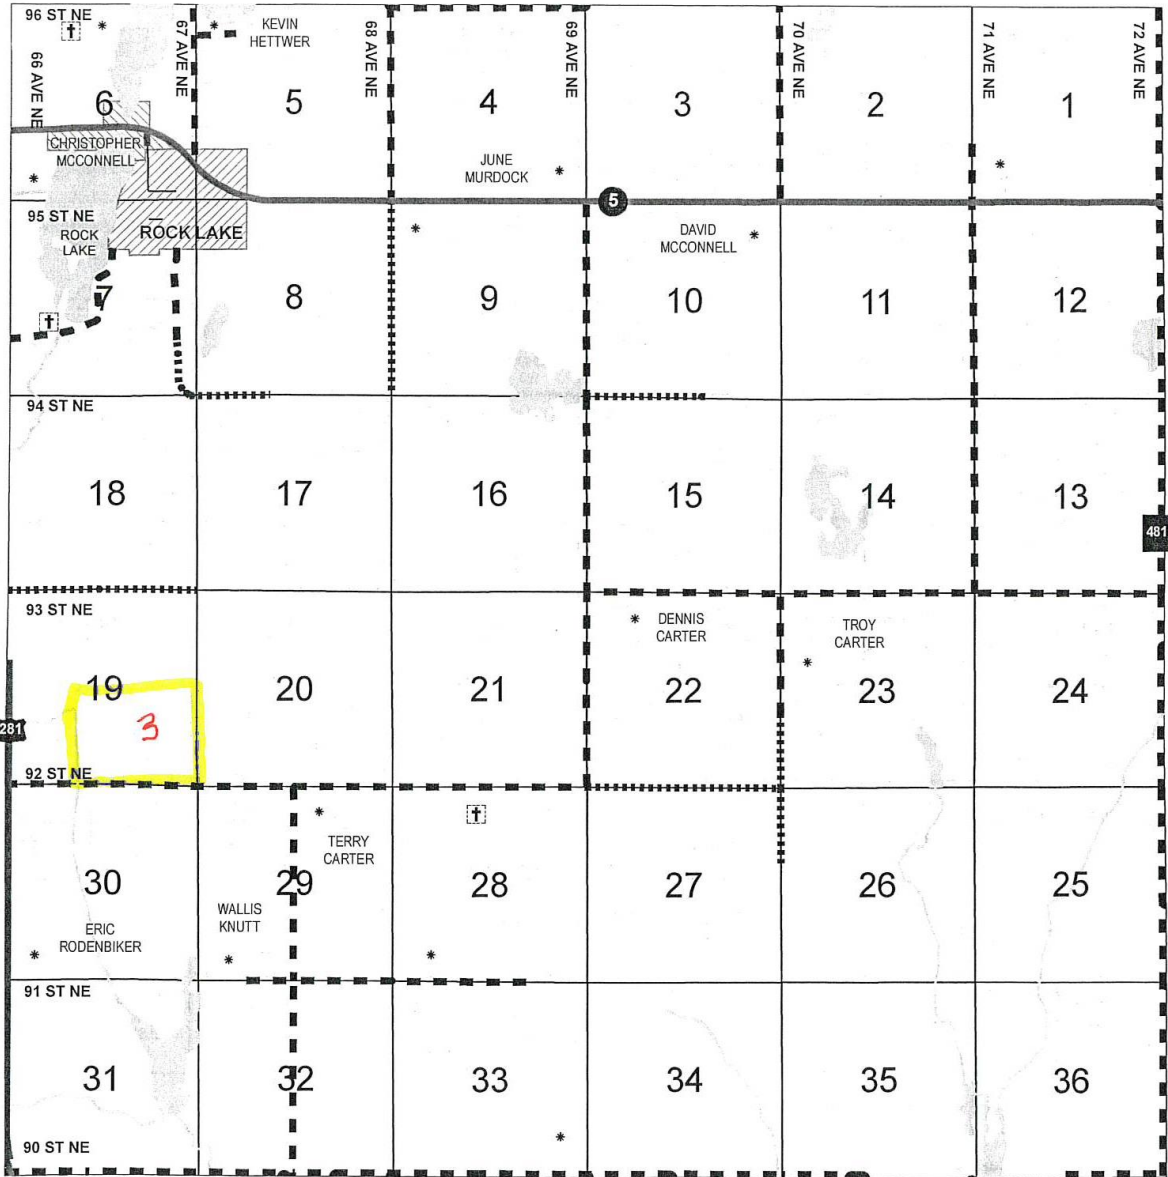 96 ST NE
66 AVE NE
67 AVE NE
68 AVE NE
69 AVE NE
70 AVE NE
71 AVE NE
72 AVE NE
KEVIN
HETTWER
6
5
4
3
2
1
CHRISTOPHER
MCCONNELL
JUNE
MURDOCK
5
95 ST NE
ROCK
LAKE
ROCK LAKE
DAVID
MCCONNELL
7
8
9
10
11
12
94 ST NE
18
17
16
15
14
13
481
93 ST NE
DENNIS
CARTER
TROY
CARTER
19
20
21
22
23
24
3
281
92 ST NE
TERRY
CARTER
30
29
28
27
26
25
ERIC
RODENBIKER
WALLIS
KNUTT
91 ST NE
31
32
33
34
35
36
90 ST NE